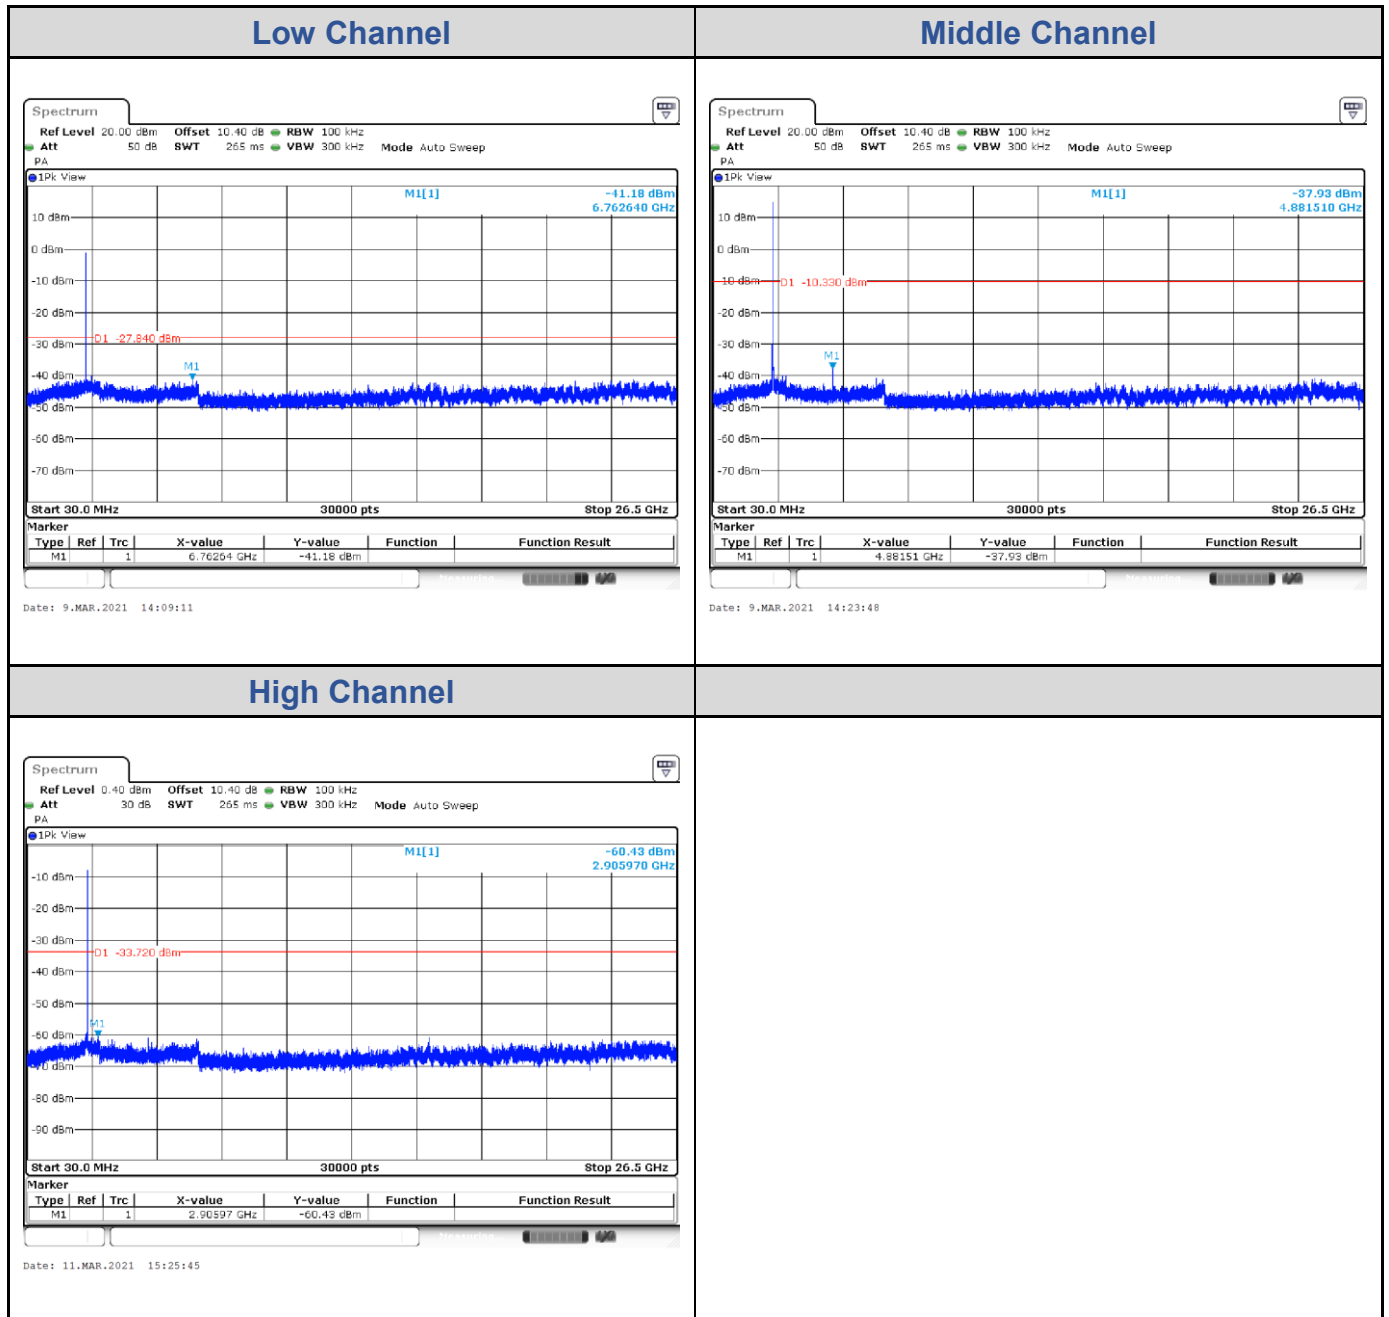 Low Channel
Middle Channel
Spectrum
Ref Level 20.00 dBm Offset 10.40 dB RBW 100 kHz
Att 50 dB SWT 265 ms VBW 300 kHz Mode Auto Sweep
PA
1Pk View
M1[1] -41.18 dBm
6.762640 GHz
10 dBm
0 dBm
-10 dBm
-20 dBm
D1 -27.840 dBm
-30 dBm
M1
-40 dBm
-50 dBm
-60 dBm
-70 dBm
Start 30.0 MHz 30000 pts Stop 26.5 GHz
Marker
Type Ref Trc X-value Y-value Function Function Result
M1 1 6.76264 GHz -41.18 dBm
Measuring...
Date: 9.MAR.2021 14:09:11
Spectrum
Ref Level 20.00 dBm Offset 10.40 dB RBW 100 kHz
Att 50 dB SWT 265 ms VBW 300 kHz Mode Auto Sweep
PA
1Pk View
M1[1] -37.93 dBm
4.881510 GHz
10 dBm
0 dBm
-10 dBm D1 -10.330 dBm
-20 dBm
-30 dBm
M1
-40 dBm
-50 dBm
-60 dBm
-70 dBm
Start 30.0 MHz 30000 pts Stop 26.5 GHz
Marker
Type Ref Trc X-value Y-value Function Function Result
M1 1 4.88151 GHz -37.93 dBm
Measuring...
Date: 9.MAR.2021 14:23:48
High Channel
Spectrum
Ref Level 0.40 dBm Offset 10.40 dB RBW 100 kHz
Att 30 dB SWT 265 ms VBW 300 kHz Mode Auto Sweep
PA
1Pk View
M1[1] -60.43 dBm
2.905970 GHz
-10 dBm
-20 dBm
-30 dBm
D1 -33.720 dBm
-40 dBm
-50 dBm
M1
-60 dBm
-70 dBm
-80 dBm
-90 dBm
Start 30.0 MHz 30000 pts Stop 26.5 GHz
Marker
Type Ref Trc X-value Y-value Function Function Result
M1 1 2.90597 GHz -60.43 dBm
Measuring...
Date: 11.MAR.2021 15:25:45